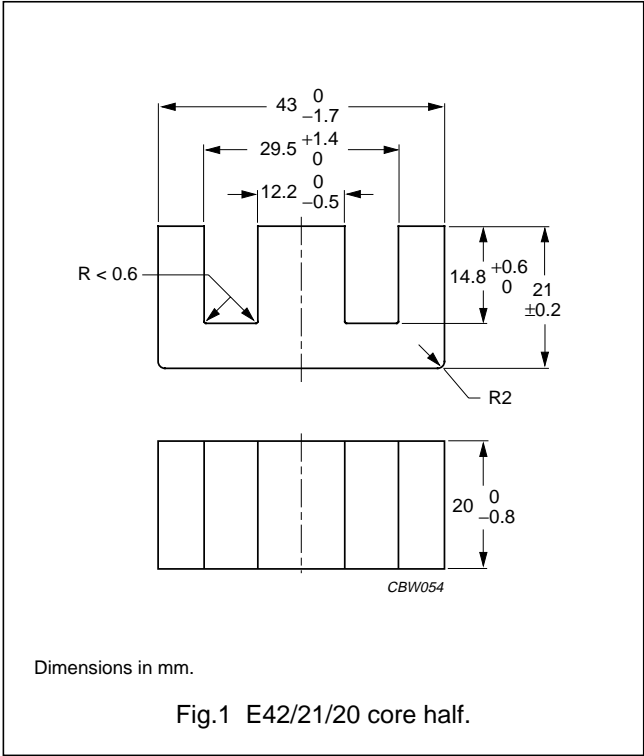 43 0
−1.7
29.5 +1.4
0
12.2 0
−0.5
R < 0.6
14.8 +0.6
0
21
±0.2
R2
20 0
−0.8
CBW054
Dimensions in mm.
Fig.1 E42/21/20 core half.